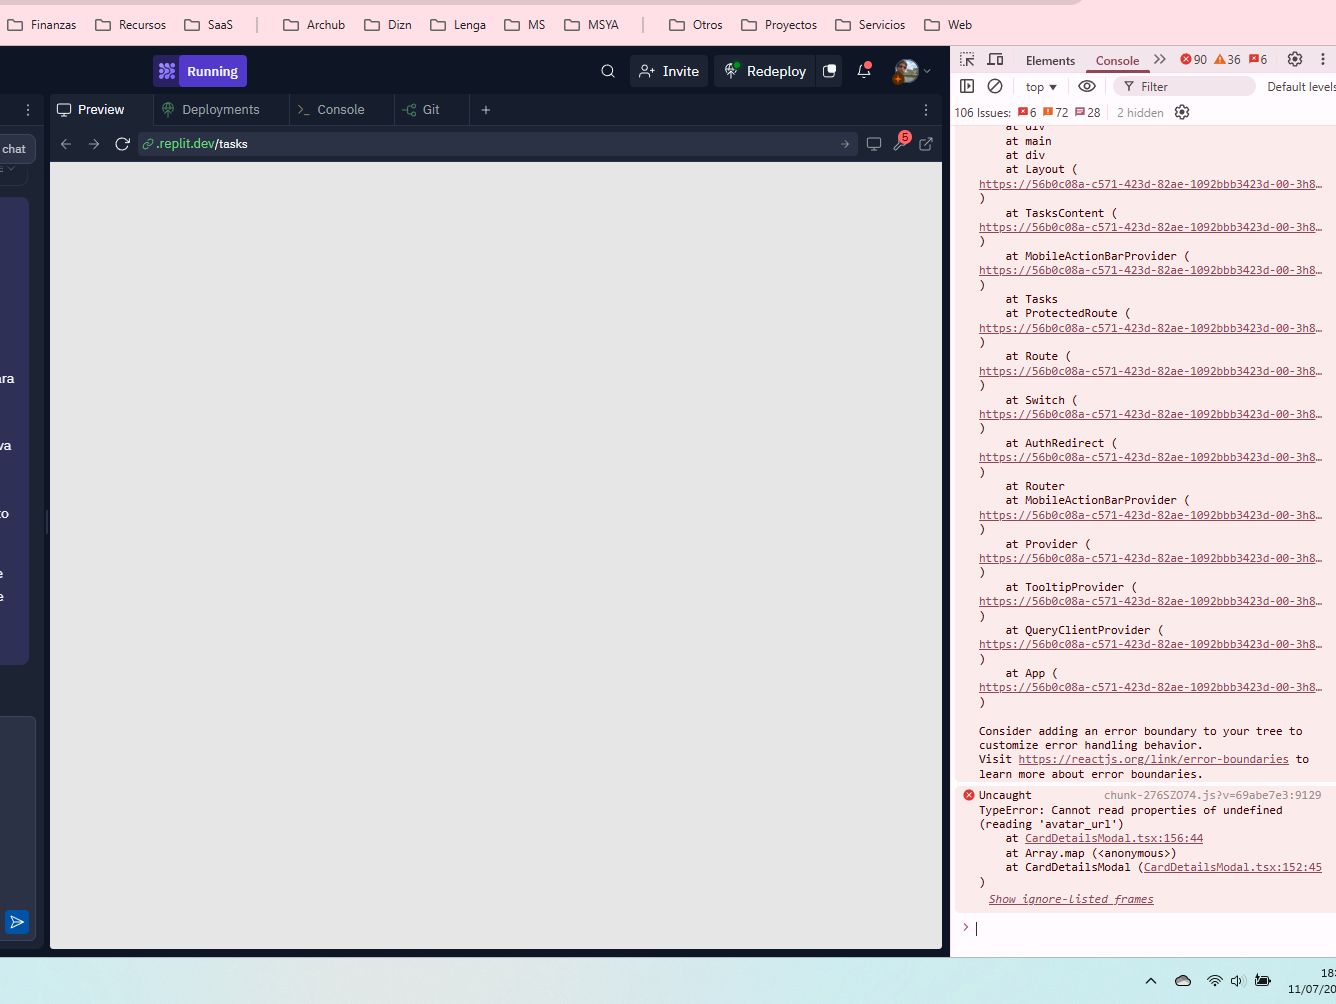 Finanzas Recursos SaaS | Archub Dizn Lenga MS MSYA | Otros Proyectos Servicios Web
Running
Invite
Redeploy
Preview
Deployments
Console
Git
chat
.replit.dev/tasks
5
Elements
Console
90
36
6
top
Filter
Default levels
106 Issues: 6 72 28
2 hidden
at div
at main
at div
at Layout (
https://56b0c08a-c571-423d-82ae-1092bbb3423d-00-3h8…
)
at TasksContent (
https://56b0c08a-c571-423d-82ae-1092bbb3423d-00-3h8…
)
at MobileActionBarProvider (
https://56b0c08a-c571-423d-82ae-1092bbb3423d-00-3h8…
)
at Tasks
at ProtectedRoute (
https://56b0c08a-c571-423d-82ae-1092bbb3423d-00-3h8…
)
at Route (
https://56b0c08a-c571-423d-82ae-1092bbb3423d-00-3h8…
)
at Switch (
https://56b0c08a-c571-423d-82ae-1092bbb3423d-00-3h8…
)
at AuthRedirect (
https://56b0c08a-c571-423d-82ae-1092bbb3423d-00-3h8…
)
at Router
at MobileActionBarProvider (
https://56b0c08a-c571-423d-82ae-1092bbb3423d-00-3h8…
)
at Provider (
https://56b0c08a-c571-423d-82ae-1092bbb3423d-00-3h8…
)
at TooltipProvider (
https://56b0c08a-c571-423d-82ae-1092bbb3423d-00-3h8…
)
at QueryClientProvider (
https://56b0c08a-c571-423d-82ae-1092bbb3423d-00-3h8…
)
at App (
https://56b0c08a-c571-423d-82ae-1092bbb3423d-00-3h8…
)
Consider adding an error boundary to your tree to
customize error handling behavior.
Visit https://reactjs.org/link/error-boundaries to
learn more about error boundaries.
Uncaught chunk-276SZO74.js?v=69abe7e3:9129
TypeError: Cannot read properties of undefined
(reading 'avatar_url')
at CardDetailsModal.tsx:156:44
at Array.map (<anonymous>)
at CardDetailsModal (CardDetailsModal.tsx:152:45
)
Show ignore-listed frames
18:
11/07/20